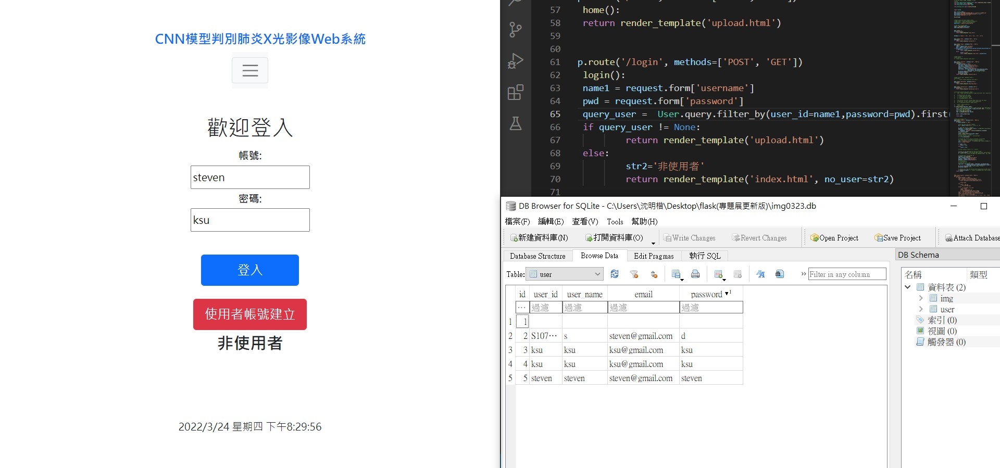 CNN模型判別肺炎X光影像Web系統
歡迎登入
帳號:
steven
密碼:
ksu
登入
使用者帳號建立
非使用者
2022/3/24 星期四 下午8:29:56
57 home():
58 return render_template('upload.html')
59
60
61 p.route('/login', methods=['POST', 'GET'])
62 login():
63 name1 = request.form['username']
64 pwd = request.form['password']
65 query_user =  User.query.filter_by(user_id=name1,password=pwd).first(
66 if query_user != None:
67 return render_template('upload.html')
68 else:
69 str2='非使用者'
70 return render_template('index.html', no_user=str2)
71
DB Browser for SQLite - C:\Users\沈明楷\Desktop\flask(專題展更新版)\img0323.db
檔案(F) 編輯(E) 查看(V) Tools 幫助(H)
新建資料庫(N) 打開資料庫(O) Write Changes Revert Changes Open Project Save Project Attach Database
Database Structure Browse Data Edit Pragmas 執行 SQL
Table: user Filter in any column
id user_id user_name email password 1
… 過濾 過濾 過濾 過濾
1 1
2 2 S107… s steven@gmail.com d
3 3 ksu ksu ksu@gmail.com ksu
4 4 ksu ksu ksu@gmail.com ksu
5 5 steven steven steven@gmail.com steven
DB Schema
名稱 類型
資料表 (2)
img
user
索引 (0)
視圖 (0)
觸發器 (0)